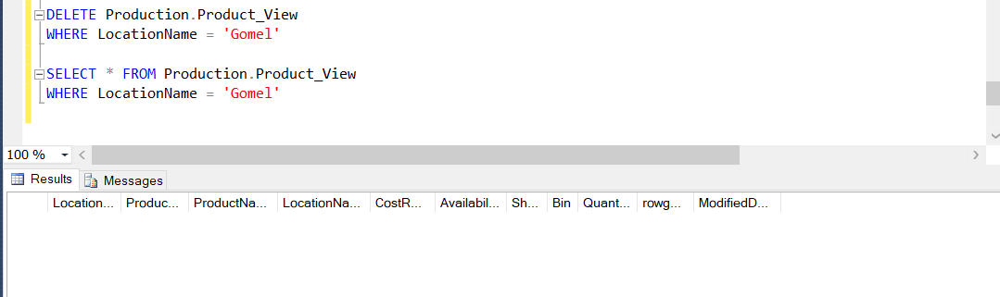 DELETE Production.Product_View
WHERE LocationName = 'Gomel'
SELECT * FROM Production.Product_View
WHERE LocationName = 'Gomel'
100 %
Results Messages
Location... Produc... ProductNa... LocationNa... CostR... Availabil... Sh... Bin Quant... rowg... ModifiedD...